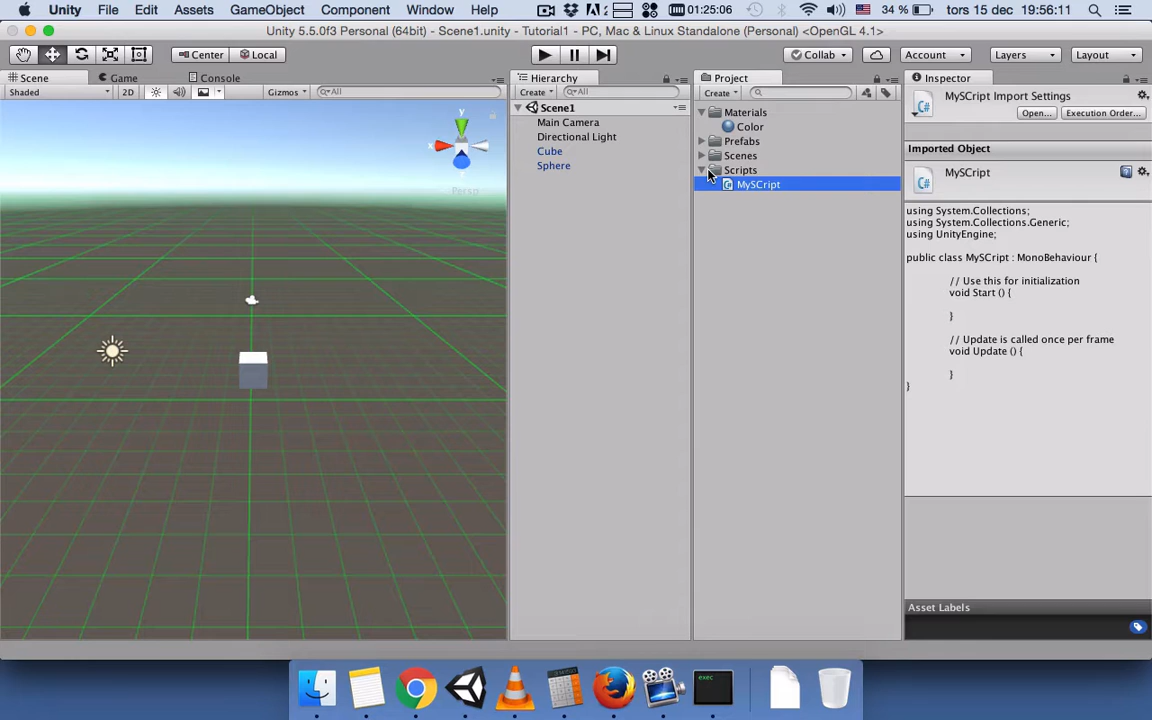 Unity File Edit Assets GameObject Component Window Help 01:25:06 34 % tors 15 dec 19:56:11
Unity 5.5.0f3 Personal (64bit) - Scene1.unity - Tutorial1 - PC, Mac & Linux Standalone (Personal) <OpenGL 4.1>
Center Local Collab Account Layers Layout
Scene Game Console
Shaded 2D Gizmos All
y
x
Persp
Hierarchy
Create All
Scene1
Main Camera
Directional Light
Cube
Sphere
Project
Create
Materials
Color
Prefabs
Scenes
Scripts
C# MySCript
Inspector
C# MySCript Import Settings
Open... Execution Order...
Imported Object
C# MySCript
using System.Collections;
using System.Collections.Generic;
using UnityEngine;
public class MySCript : MonoBehaviour {
// Use this for initialization
void Start () {
}
// Update is called once per frame
void Update () {
}
}
Asset Labels
exec